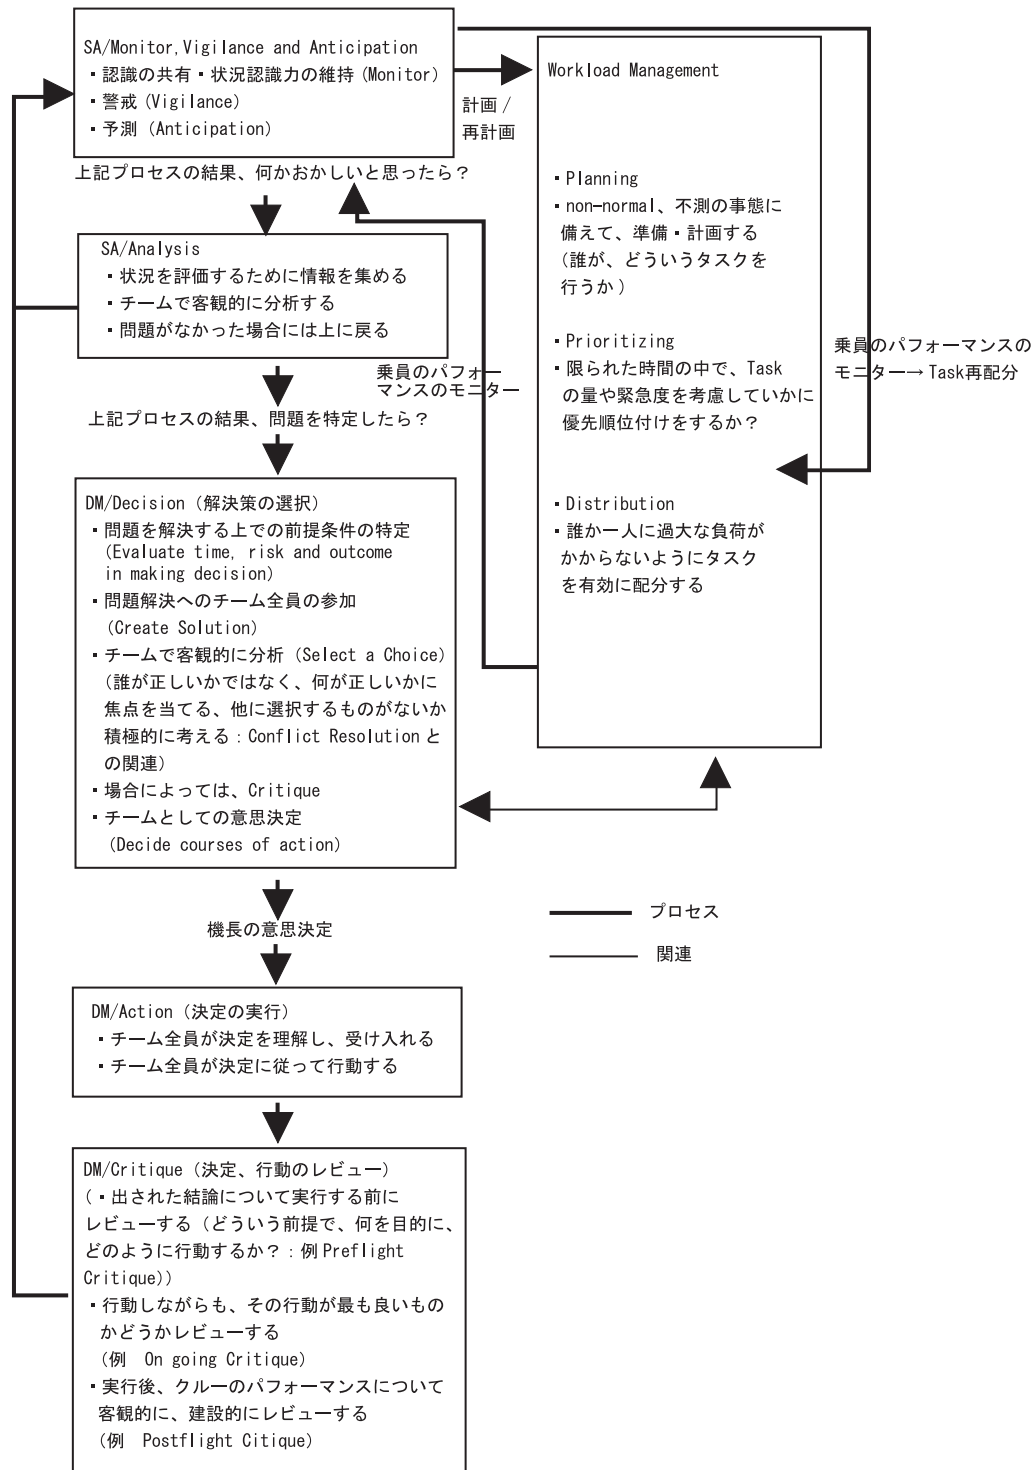 SA/Monitor,Vigilance and Anticipation
・認識の共有・状況認識力の維持(Monitor)
・警戒(Vigilance)
・予測 (Anticipation)
計画/
再計画
上記プロセスの結果、何かおかしいと思ったら？
SA/Analysis
・状況を評価するために情報を集める
・チームで客観的に分析する
・問題がなかった場合には上に戻る
乗員のパフォー
マンスのモニター
上記プロセスの結果、問題を特定したら？
DM/Decision (解決策の選択)
・問題を解決する上での前提条件の特定
(Evaluate time, risk and outcome
in making decision)
・問題解決へのチーム全員の参加
(Create Solution)
・チームで客観的に分析 (Select a Choice)
(誰が正しいかではなく、何が正しいかに
焦点を当てる、他に選択するものがないか
積極的に考える：Conflict Resolutionと
の関連)
・場合によっては、Critique
・チームとしての意思決定
(Decide courses of action)
機長の意思決定
DM/Action (決定の実行)
・チーム全員が決定を理解し、受け入れる
・チーム全員が決定に従って行動する
DM/Critique (決定、行動のレビュー)
(・出された結論について実行する前に
レビューする (どういう前提で、何を目的に、
どのように行動するか？：例 Preflight
Critique))
・行動しながらも、その行動が最も良いもの
かどうかレビューする
(例　On going Critique)
・実行後、クルーのパフォーマンスについて
客観的に、建設的にレビューする
(例　Postflight Citique)
Workload Management
・Planning
・non-normal、不測の事態に
備えて、準備・計画する
(誰が、どういうタスクを
行うか)
・Prioritizing
・限られた時間の中で、Task
の量や緊急度を考慮していかに
優先順位付けをするか？
・Distribution
・誰か一人に過大な負荷が
かからないようにタスク
を有効に配分する
乗員のパフォーマンスの
モニター→Task再配分
プロセス
関連